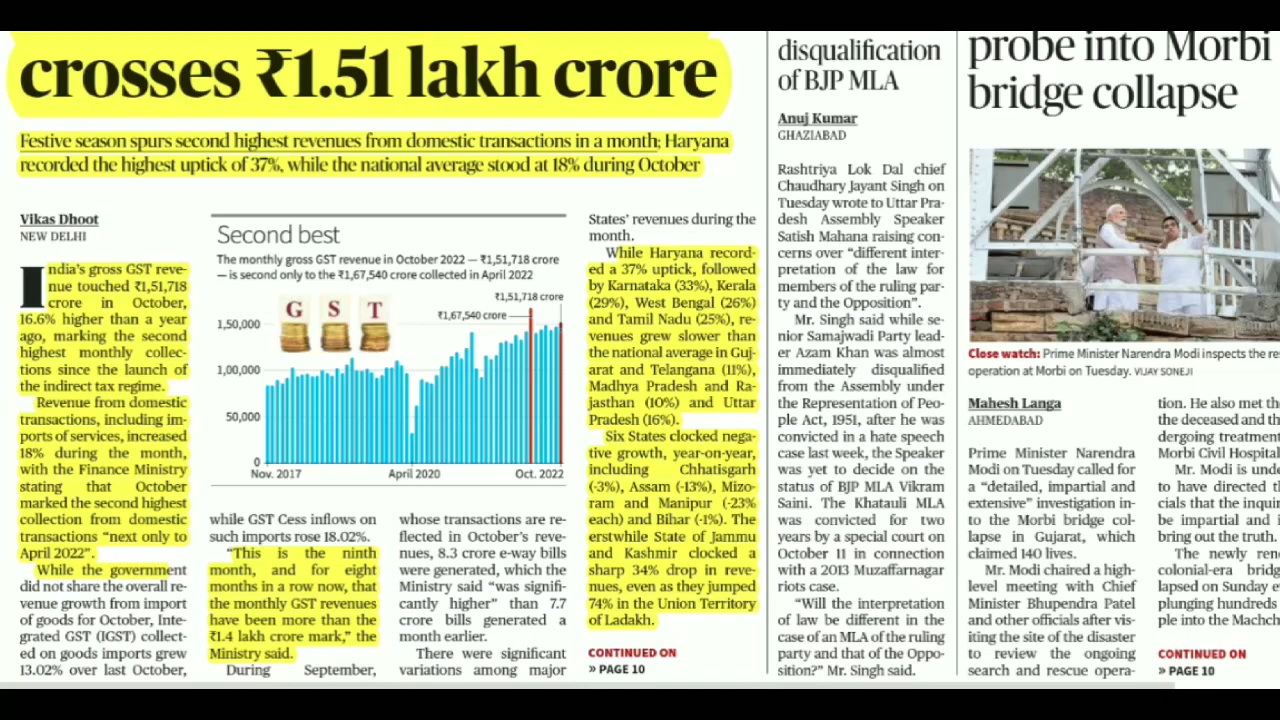 crosses ₹1.51 lakh crore
Festive season spurs second highest revenues from domestic transactions in a month; Haryana
recorded the highest uptick of 37%, while the national average stood at 18% during October
Vikas Dhoot
NEW DELHI
India's gross GST reve-
nue touched ₹1,51,718
crore in October,
16.6% higher than a year
ago, marking the second
highest monthly collec-
tions since the launch of
the indirect tax regime.
Revenue from domestic
transactions, including im-
ports of services, increased
18% during the month,
with the Finance Ministry
stating that October
marked the second highest
collection from domestic
transactions "next only to
April 2022".
While the government
did not share the overall re-
venue growth from import
of goods for October, Inte-
grated GST (IGST) collect-
ed on goods imports grew
13.02% over last October,
Second best
The monthly gross GST revenue in October 2022 — ₹1,51,718 crore
— is second only to the ₹1,67,540 crore collected in April 2022
G S T
₹1,51,718 crore
₹1,67,540 crore
1,50,000
1,00,000
50,000
0
Nov. 2017
April 2020
Oct. 2022
while GST Cess inflows on
such imports rose 18.02%.
"This is the ninth
month, and for eight
months in a row now, that
the monthly GST revenues
have been more than the
₹1.4 lakh crore mark," the
Ministry said.
During September,
whose transactions are re-
flected in October's reve-
nues, 8.3 crore e-way bills
were generated, which the
Ministry said "was signifi-
cantly higher" than 7.7
crore bills generated a
month earlier.
There were significant
variations among major
States' revenues during the
month.
While Haryana record-
ed a 37% uptick, followed
by Karnataka (33%), Kerala
(29%), West Bengal (26%)
and Tamil Nadu (25%), re-
venues grew slower than
the national average in Guj-
arat and Telangana (11%),
Madhya Pradesh and Ra-
jasthan (10%) and Uttar
Pradesh (16%).
Six States clocked nega-
tive growth, year-on-year,
including Chhatisgarh
(-3%), Assam (-13%), Mizo-
ram and Manipur (-23%
each) and Bihar (-1%). The
erstwhile State of Jammu
and Kashmir clocked a
sharp 34% drop in reve-
nues, even as they jumped
74% in the Union Territory
of Ladakh.
CONTINUED ON
» PAGE 10
disqualification
of BJP MLA
Anuj Kumar
GHAZIABAD
Rashtriya Lok Dal chief
Chaudhary Jayant Singh on
Tuesday wrote to Uttar Pra-
desh Assembly Speaker
Satish Mahana raising con-
cerns over "different inter-
pretation of the law for
members of the ruling par-
ty and the Opposition".
Mr. Singh said while se-
nior Samajwadi Party lead-
er Azam Khan was almost
immediately disqualified
from the Assembly under
the Representation of Peo-
ple Act, 1951, after he was
convicted in a hate speech
case last week, the Speaker
was yet to decide on the
status of BJP MLA Vikram
Saini. The Khatauli MLA
was convicted for two
years by a special court on
October 11 in connection
with a 2013 Muzaffarnagar
riots case.
"Will the interpretation
of law be different in the
case of an MLA of the ruling
party and that of the Oppo-
sition?" Mr. Singh said.
probe into Morbi
bridge collapse
Close watch: Prime Minister Narendra Modi inspects the
operation at Morbi on Tuesday. VIJAY SONEJI
Mahesh Langa
AHMEDABAD
Prime Minister Narendra
Modi on Tuesday called for
a "detailed, impartial and
extensive" investigation in-
to the Morbi bridge col-
lapse in Gujarat, which
claimed 140 lives.
Mr. Modi chaired a high-
level meeting with Chief
Minister Bhupendra Patel
and other officials after vis-
iting the site of the disaster
to review the ongoing
search and rescue opera-
tion. He also met the
the deceased and
dergoing
Morbi Civil
Mr. Modi is
to have directed
cials that the
be impartial and
bring out the truth.
The newly
colonial-era
lapsed on Sunday
plunging hundreds
ple into the
CONTINUED ON
» PAGE 10